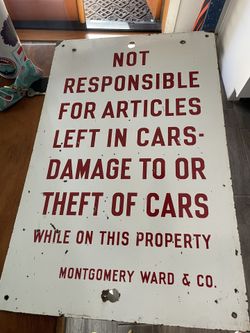 NOT
RESPONSIBLE
FOR ARTICLES
LEFT IN CARS-
DAMAGE TO OR
THEFT OF CARS
WHILE ON THIS PROPERTY
MONTGOMERY WARD & CO.